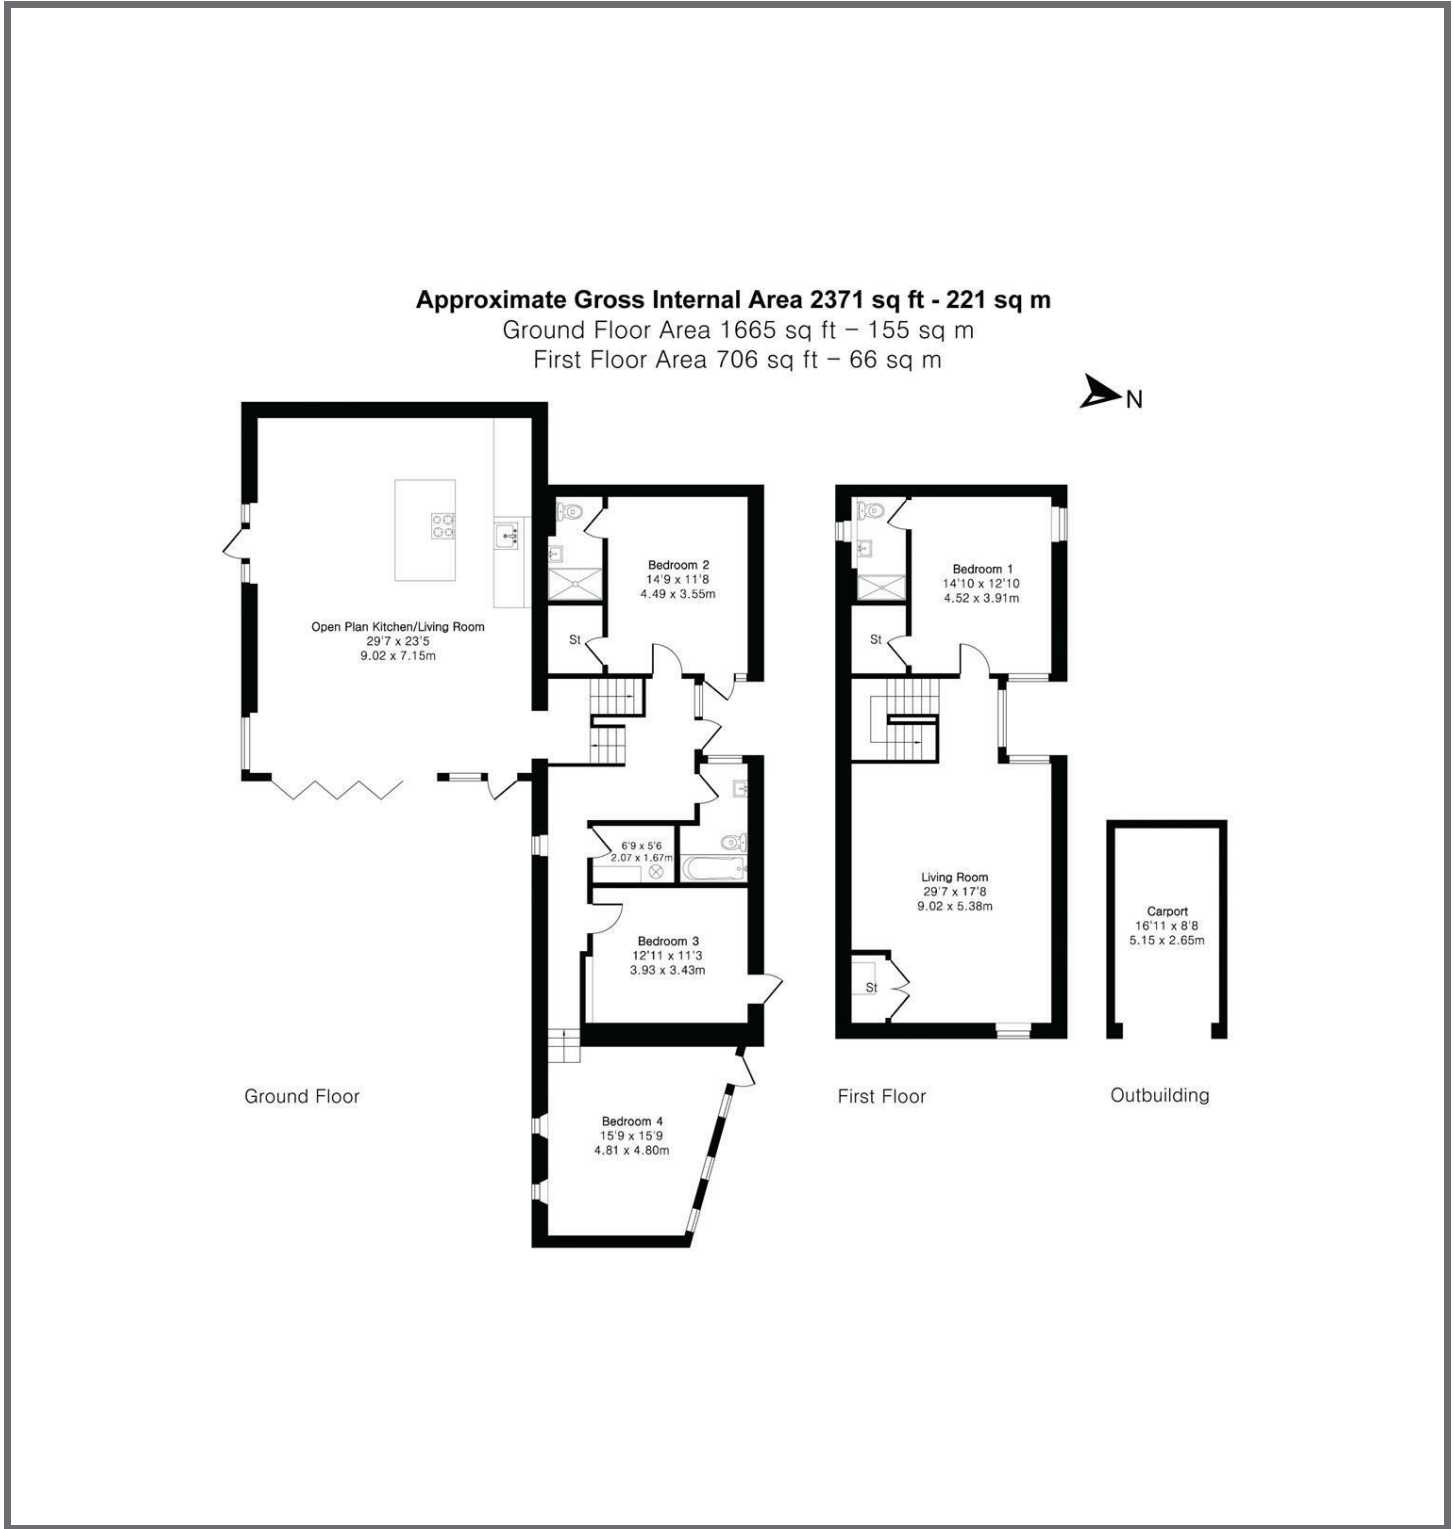 Approximate Gross Internal Area 2371 sq ft - 221 sq m
Ground Floor Area 1665 sq ft – 155 sq m
First Floor Area 706 sq ft – 66 sq m
N
Open Plan Kitchen/Living Room
29'7 x 23'5
9.02 x 7.15m
Bedroom 2
14'9 x 11'8
4.49 x 3.55m
St
6'9 x 5'6
2.07 x 1.67m
Bedroom 3
12'11 x 11'3
3.93 x 3.43m
Bedroom 4
15'9 x 15'9
4.81 x 4.80m
Ground Floor
Bedroom 1
14'10 x 12'10
4.52 x 3.91m
St
Living Room
29'7 x 17'8
9.02 x 5.38m
St
First Floor
Carport
16'11 x 8'8
5.15 x 2.65m
Outbuilding